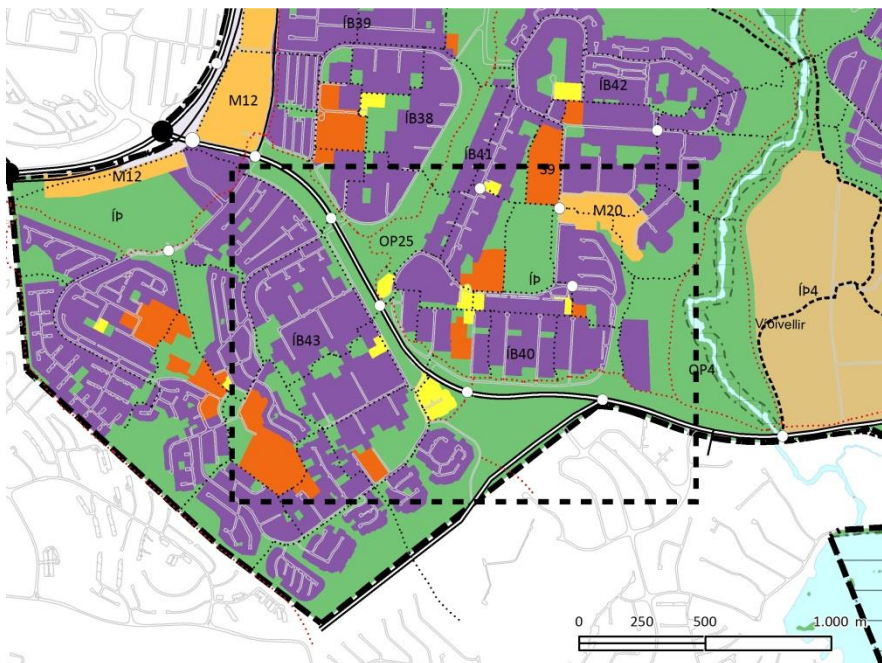 ÍB39
M12
ÍB38
ÍB42
ÍB41
S9
M12
ÍÞ
M20
OP25
ÍÞ
ÍÞ4
Víðivellir
ÍB43
ÍB40
OP4
0 250 500 1.000 m